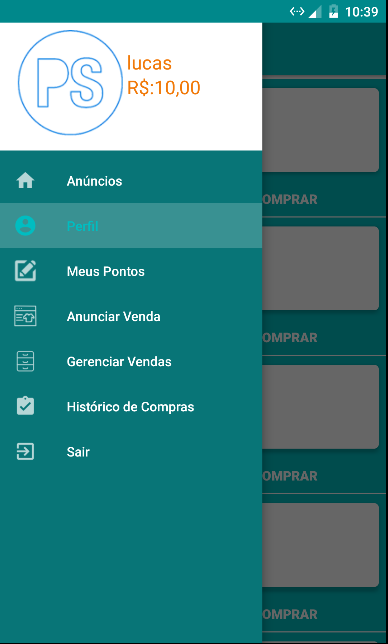 10:39
PS
lucas
R$:10,00
Anúncios
Perfil
OMPRAR
Meus Pontos
Anunciar Venda
OMPRAR
Gerenciar Vendas
Histórico de Compras
Sair
OMPRAR
OMPRAR